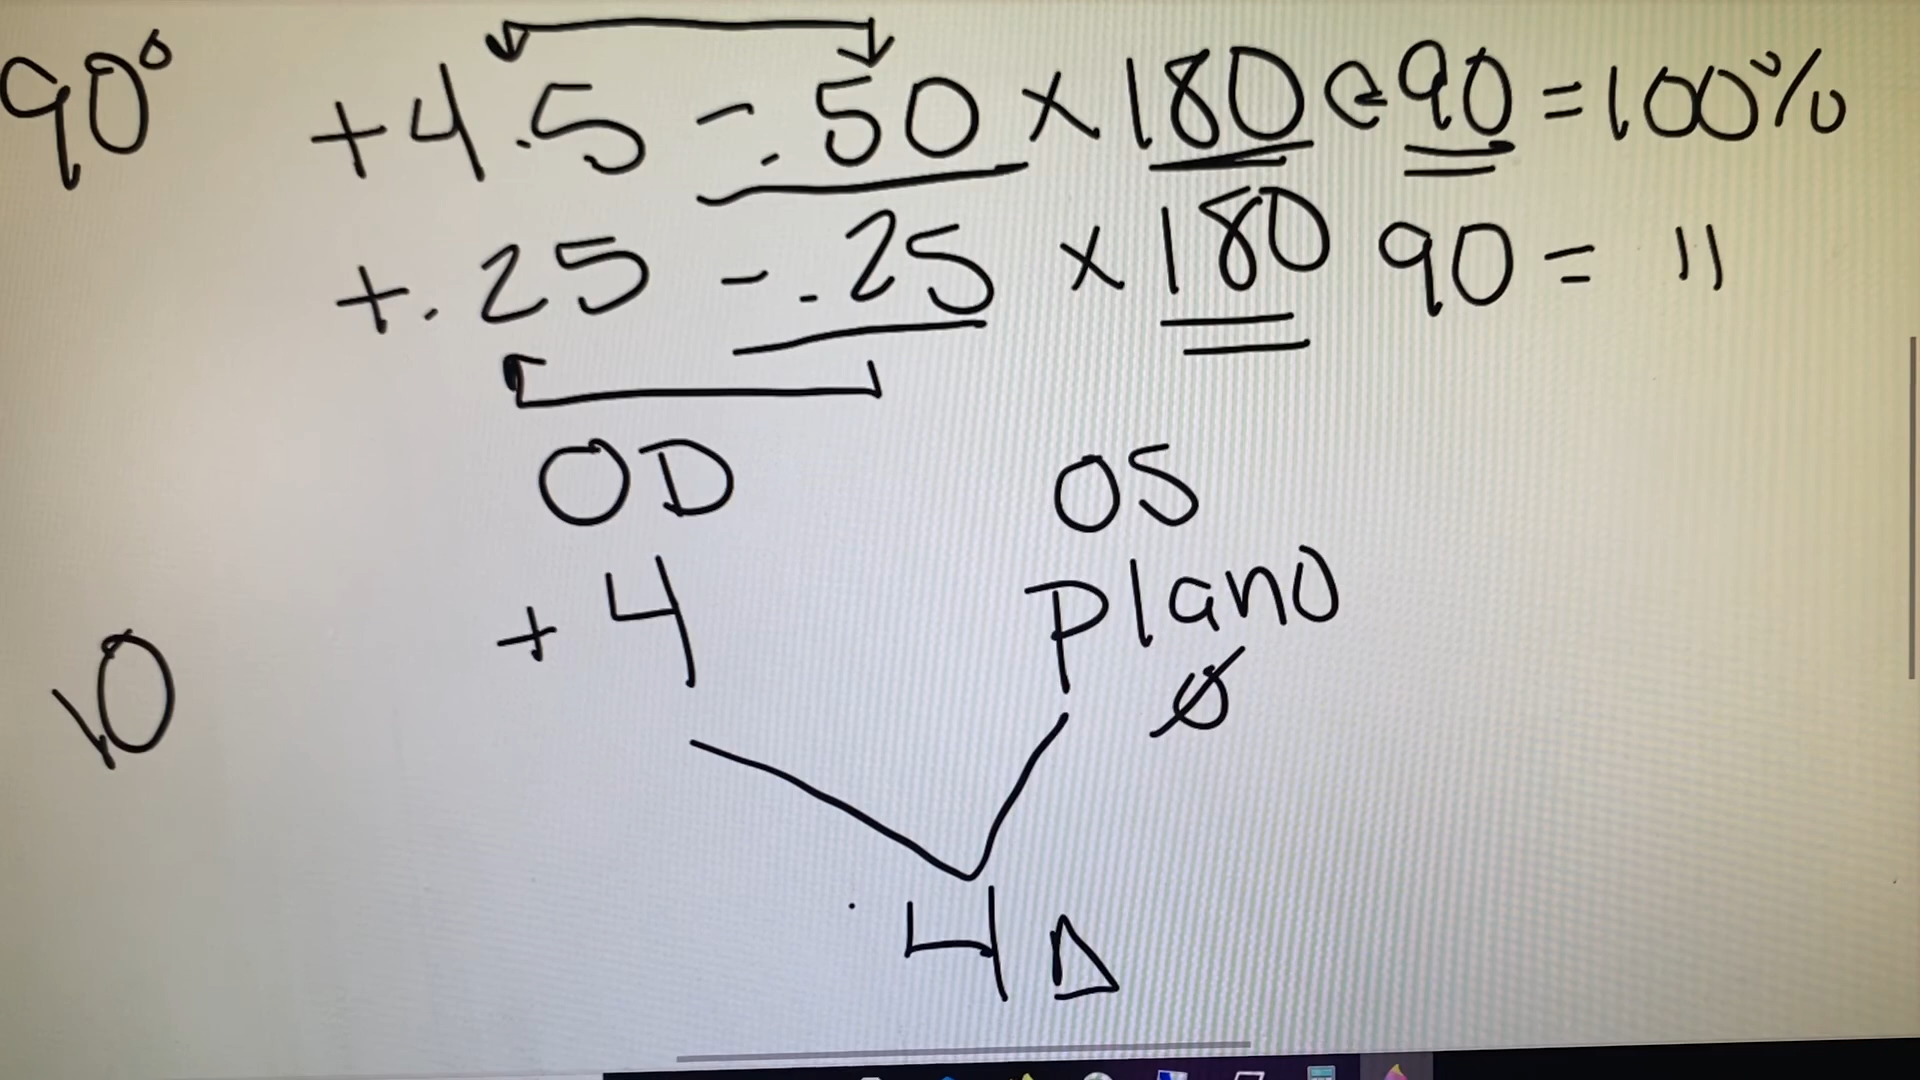 90° +4.5 -.50 x 180 @ 90 = 100%
+.25 -.25 x 180 90 = "
OD OS
+4 Plano
Ø
10
4Δ